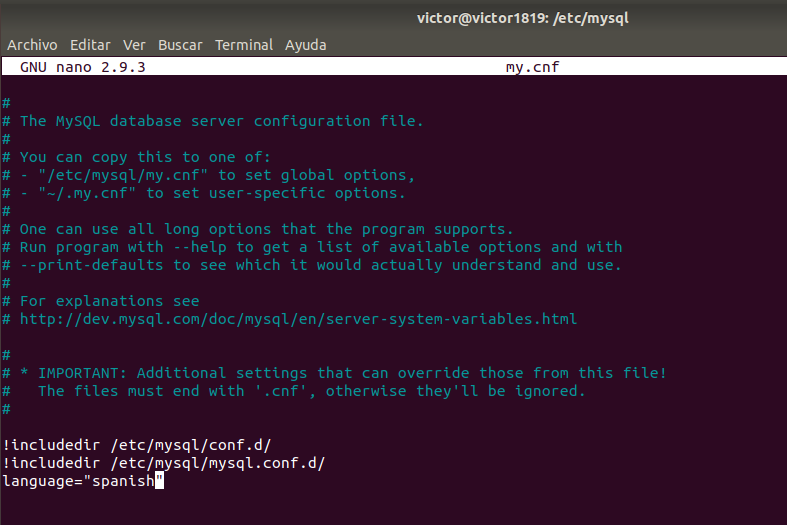 victor@victor1819: /etc/mysql
Archivo Editar Ver Buscar Terminal Ayuda
GNU nano 2.9.3 my.cnf
#
# The MySQL database server configuration file.
#
# You can copy this to one of:
# - "/etc/mysql/my.cnf" to set global options,
# - "~/.my.cnf" to set user-specific options.
#
# One can use all long options that the program supports.
# Run program with --help to get a list of available options and with
# --print-defaults to see which it would actually understand and use.
#
# For explanations see
# http://dev.mysql.com/doc/mysql/en/server-system-variables.html
#
# * IMPORTANT: Additional settings that can override those from this file!
#   The files must end with '.cnf', otherwise they'll be ignored.
#
!includedir /etc/mysql/conf.d/
!includedir /etc/mysql/mysql.conf.d/
language="spanish"